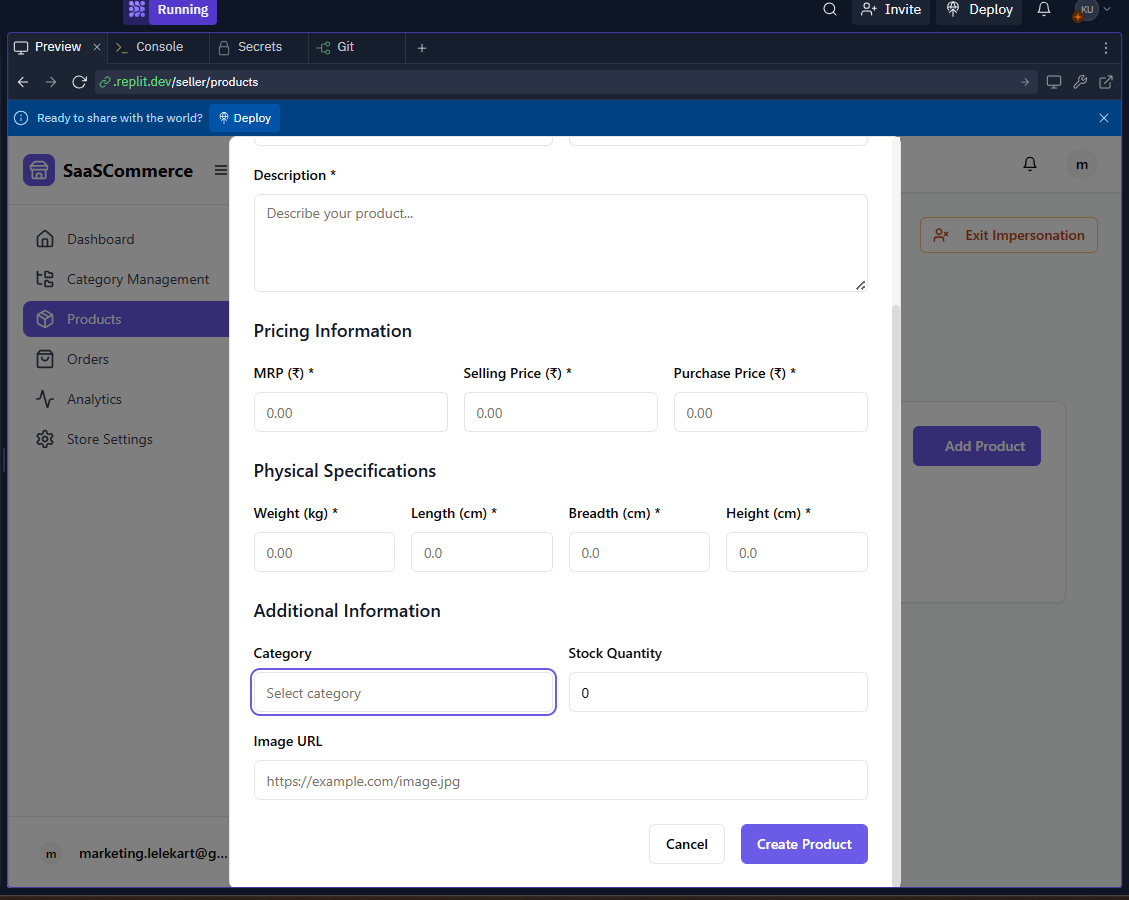 Running
Invite
Deploy
KU
Preview
Console
Secrets
Git
.replit.dev/seller/products
Ready to share with the world?
Deploy
SaaSCommerce
m
Dashboard
Category Management
Products
Orders
Analytics
Store Settings
m
marketing.lelekart@g...
Exit Impersonation
Add Product
Description *
Describe your product...
Pricing Information
MRP (₹) *
Selling Price (₹) *
Purchase Price (₹) *
0.00
0.00
0.00
Physical Specifications
Weight (kg) *
Length (cm) *
Breadth (cm) *
Height (cm) *
0.00
0.0
0.0
0.0
Additional Information
Category
Stock Quantity
Select category
0
Image URL
https://example.com/image.jpg
Cancel
Create Product